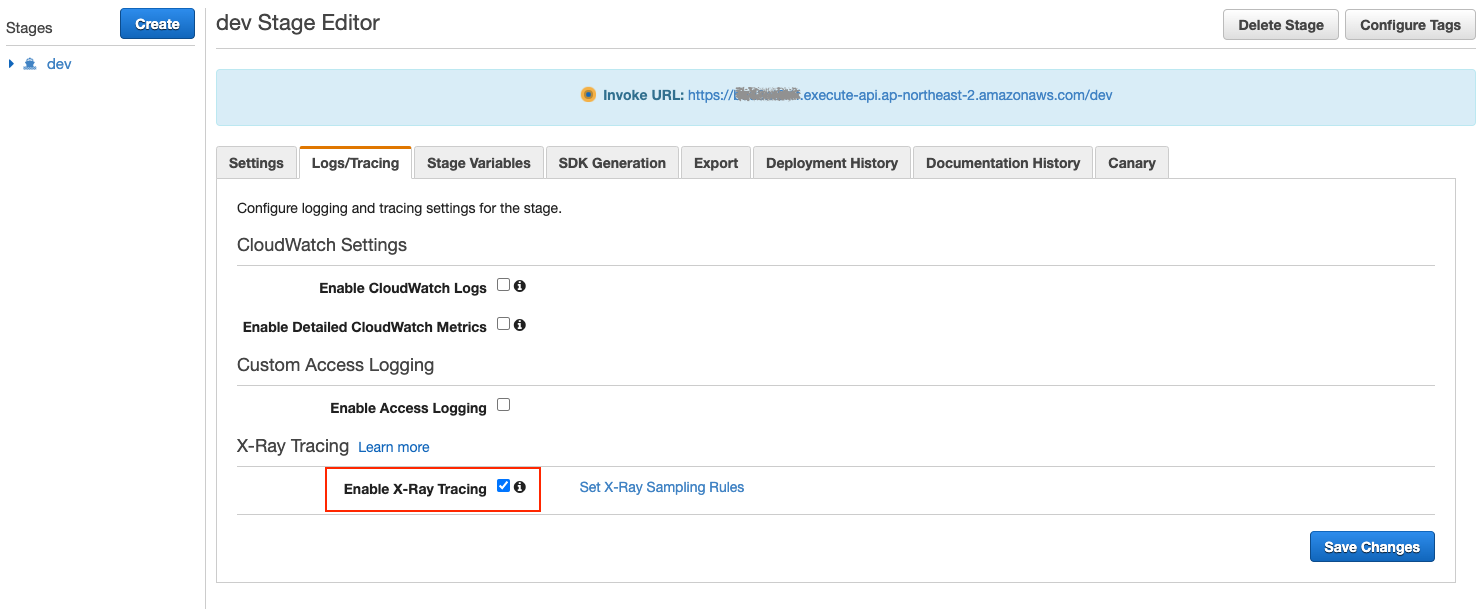 Stages
Create
dev
dev Stage Editor
Delete Stage
Configure Tags
Invoke URL: https:// .execute-api.ap-northeast-2.amazonaws.com/dev
Settings
Logs/Tracing
Stage Variables
SDK Generation
Export
Deployment History
Documentation History
Canary
Configure logging and tracing settings for the stage.
CloudWatch Settings
Enable CloudWatch Logs
Enable Detailed CloudWatch Metrics
Custom Access Logging
Enable Access Logging
X-Ray Tracing Learn more
Enable X-Ray Tracing
Set X-Ray Sampling Rules
Save Changes